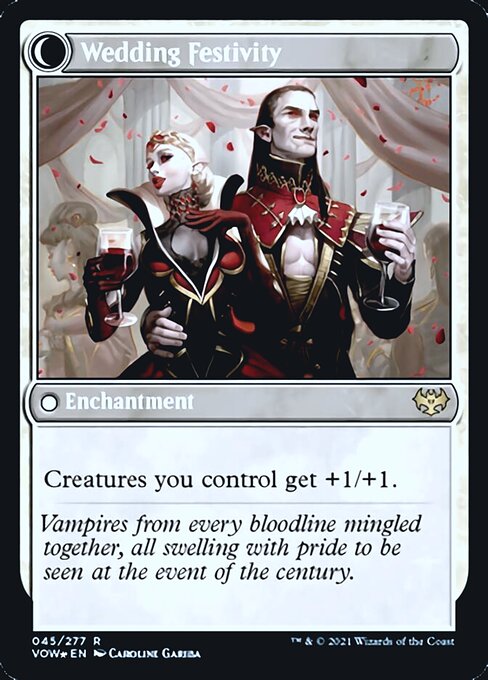 Wedding Festivity
Enchantment
Creatures you control get +1/+1.
Vampires from every bloodline mingled
together, all swelling with pride to be
seen at the event of the century.
045/277 R
VOW★EN Caroline Gariba
™ & © 2021 Wizards of the Coast